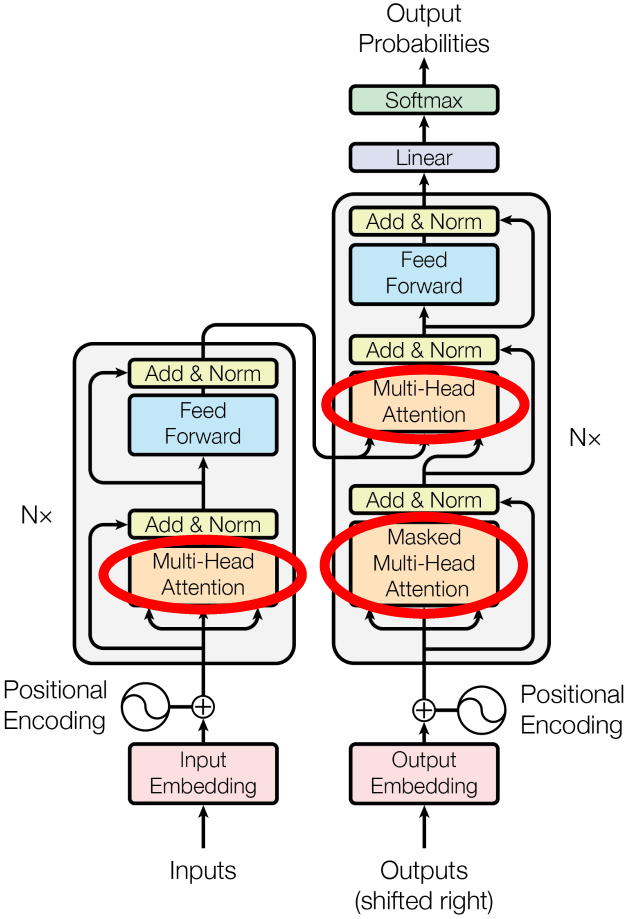 Output
Probabilities
Softmax
Linear
Add & Norm
Feed
Forward
Add & Norm
Multi-Head
Attention
Add & Norm
Masked
Multi-Head
Attention
N×
Add & Norm
Feed
Forward
Add & Norm
Multi-Head
Attention
N×
Positional
Encoding
Positional
Encoding
Input
Embedding
Output
Embedding
Inputs
Outputs
(shifted right)